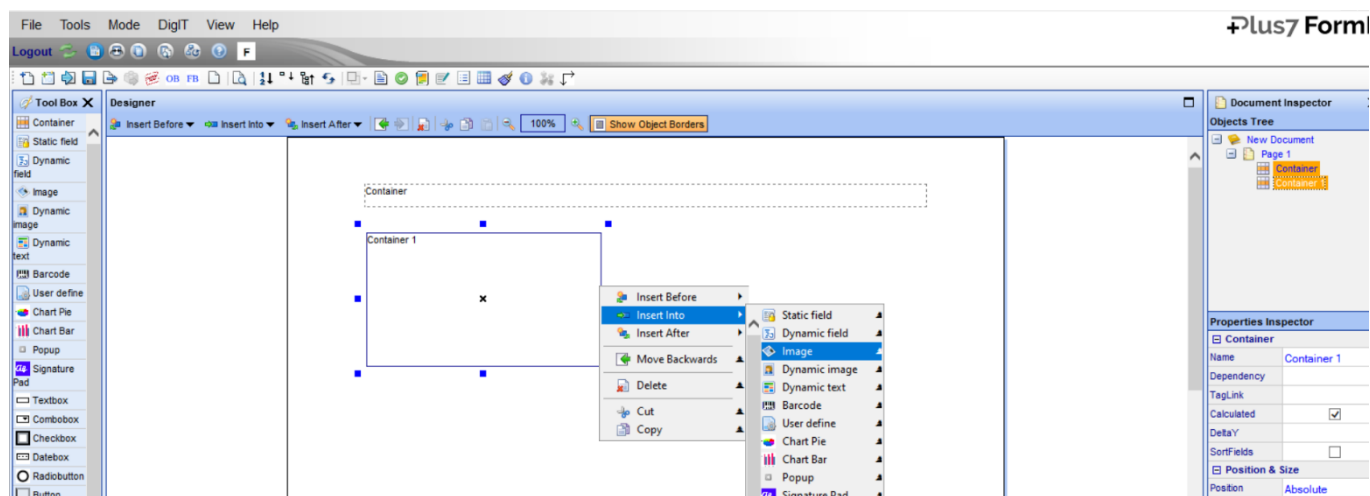 File Tools Mode DigIT View Help
Plus7 Form
Logout F
OB FB
Tool Box X
Designer
Document Inspector
Container
Static field
Dynamic
field
Image
Dynamic
image
Dynamic
text
Barcode
User define
Chart Pie
Chart Bar
Popup
Signature
Pad
Textbox
Combobox
Checkbox
Datebox
Radiobutton
Button
Insert Before Insert Into Insert After 100% Show Object Borders
Container
Container 1
Insert Before
Insert Into
Insert After
Move Backwards
Delete
Cut
Copy
Static field
Dynamic field
Image
Dynamic image
Dynamic text
Barcode
User define
Chart Pie
Chart Bar
Popup
Signature Pad
Objects Tree
New Document
Page 1
Container
Container 1
Properties Inspector
Container
Name Container 1
Dependency
TagLink
Calculated
DeltaY
SortFields
Position & Size
Position Absolute